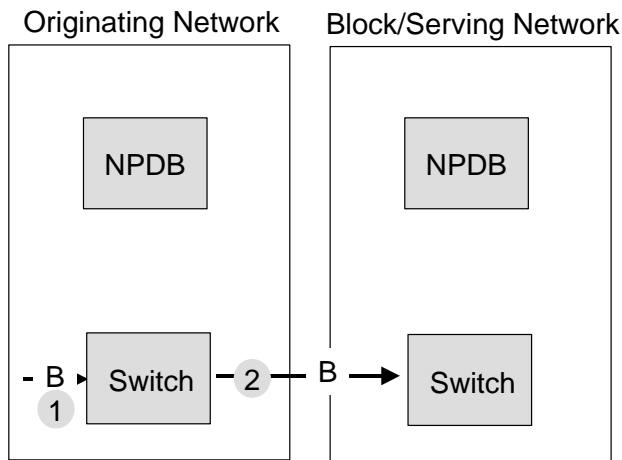 Originating Network
Block/Serving Network
NPDB
NPDB
B
Switch
2
B
Switch
1